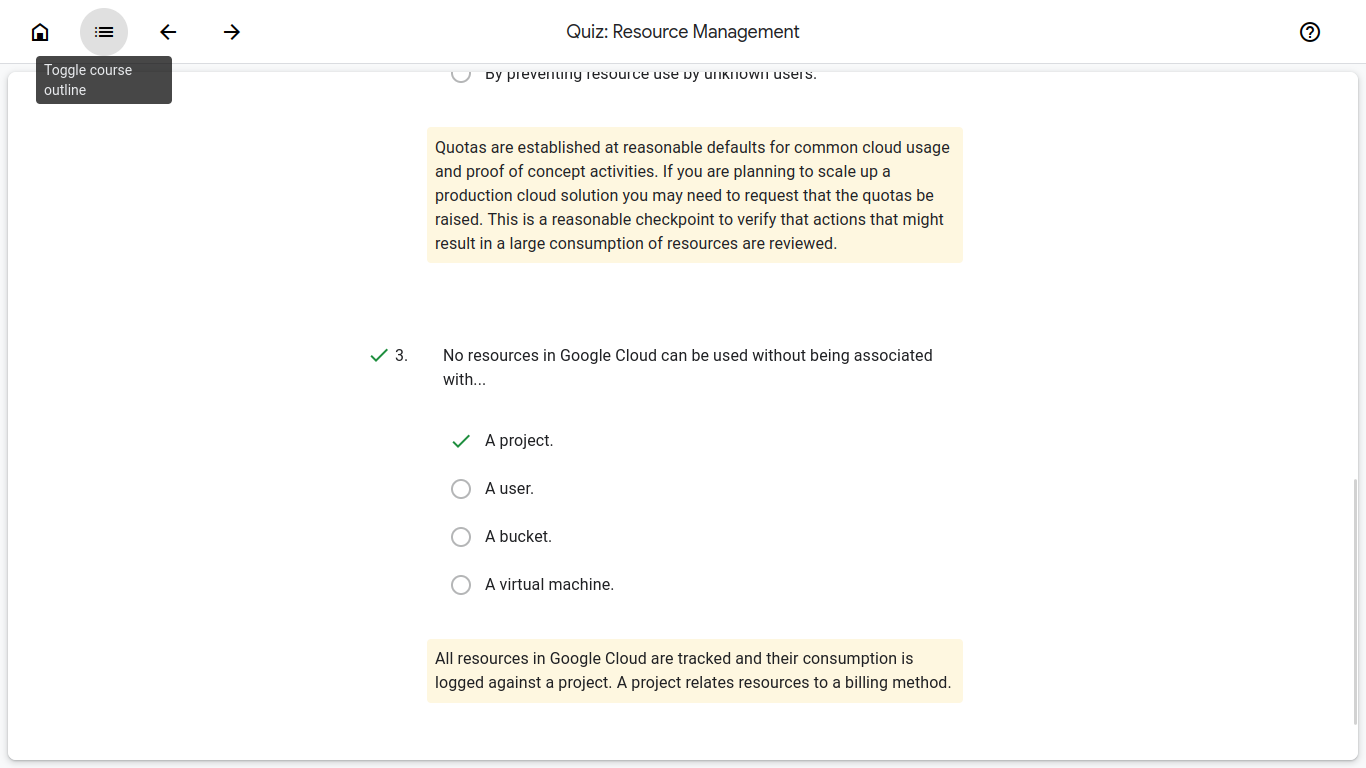 Quiz: Resource Management
Toggle course
outline
By preventing resource use by unknown users.
Quotas are established at reasonable defaults for common cloud usage
and proof of concept activities. If you are planning to scale up a
production cloud solution you may need to request that the quotas be
raised. This is a reasonable checkpoint to verify that actions that might
result in a large consumption of resources are reviewed.
3. No resources in Google Cloud can be used without being associated
with...
A project.
A user.
A bucket.
A virtual machine.
All resources in Google Cloud are tracked and their consumption is
logged against a project. A project relates resources to a billing method.